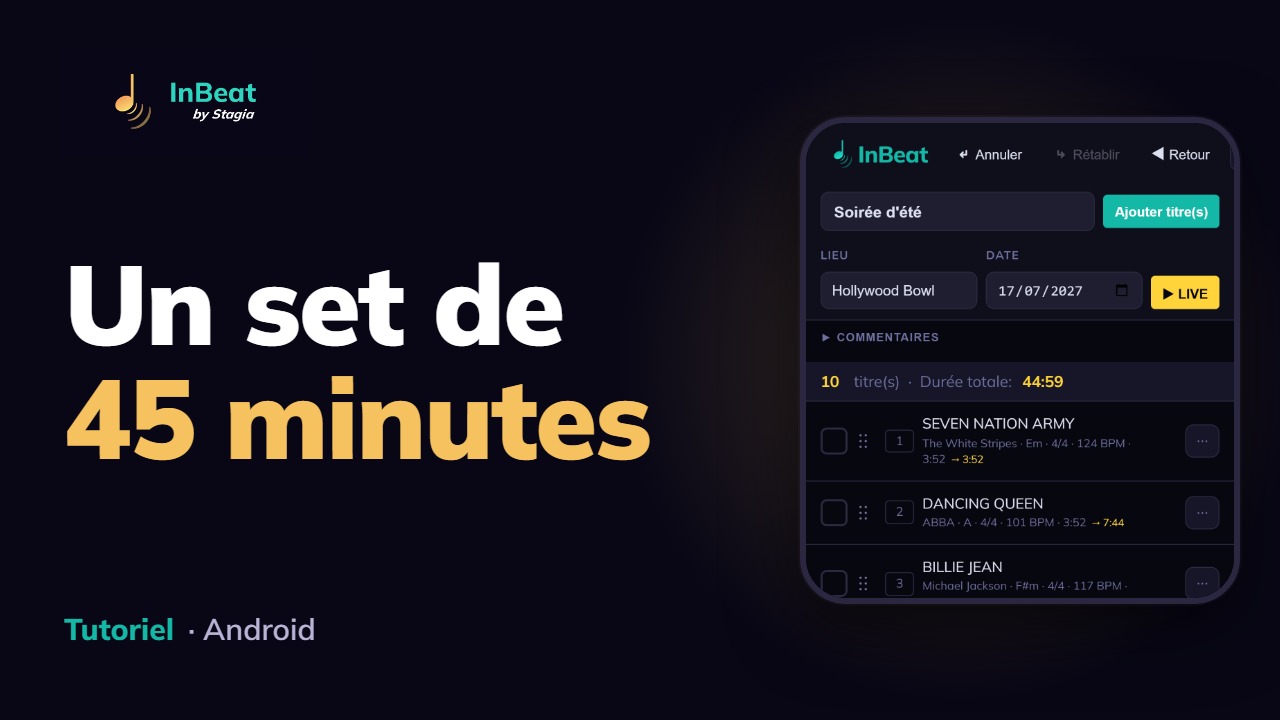 InBeat
by Stagia
Un set de
45 minutes
Tutoriel · Android
InBeat
↵ Annuler
↳ Rétablir
◀ Retour
Soirée d'été
Ajouter titre(s)
LIEU
DATE
Hollywood Bowl
17/07/2027
▶ LIVE
▶ COMMENTAIRES
10 titre(s) · Durée totale: 44:59
1
SEVEN NATION ARMY
The White Stripes · Em · 4/4 · 124 BPM ·
3:52 → 3:52
...
2
DANCING QUEEN
ABBA · A · 4/4 · 101 BPM · 3:52 → 7:44
...
3
BILLIE JEAN
Michael Jackson · F#m · 4/4 · 117 BPM ·
...